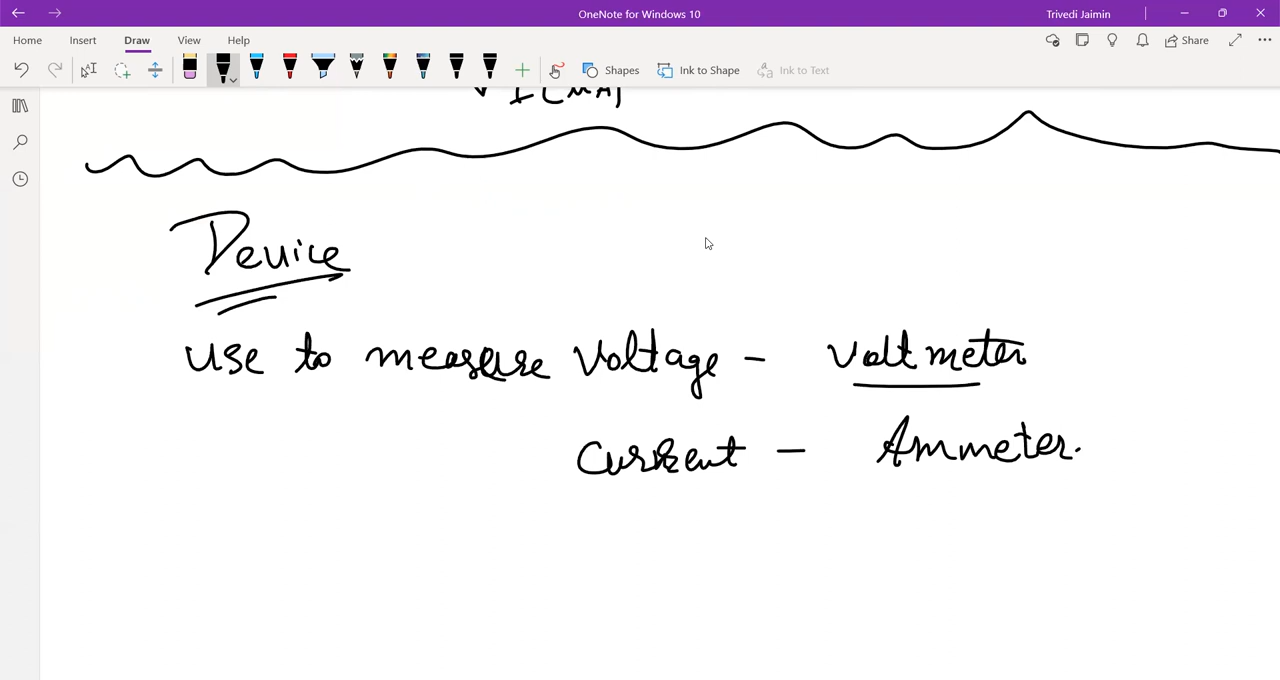 OneNote for Windows 10
Trivedi Jaimin
Home Insert Draw View Help
Share
Shapes Ink to Shape Ink to Text
Device
use to measure Voltage - Voltmeter
Current - Ammeter.